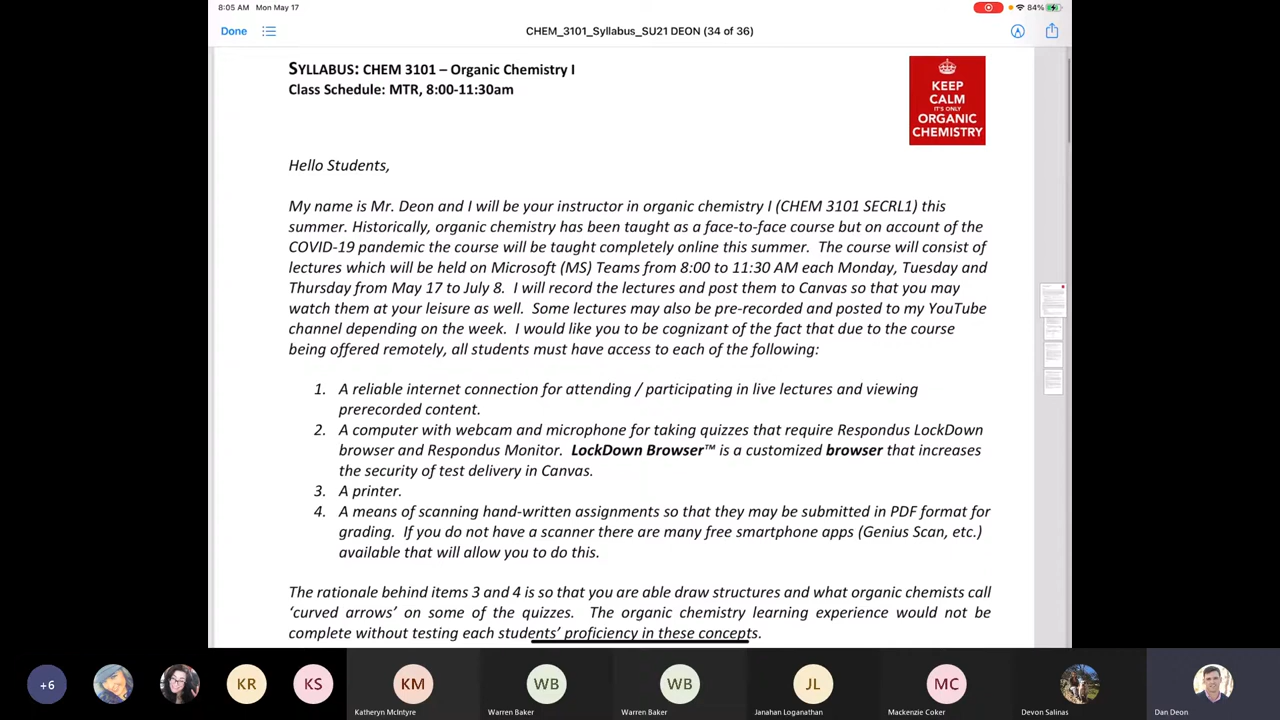 8:05 AM Mon May 17
84%
Done
CHEM_3101_Syllabus_SU21 DEON (34 of 36)
SYLLABUS: CHEM 3101 – Organic Chemistry I
Class Schedule: MTR, 8:00-11:30am
KEEP
CALM
IT'S ONLY
ORGANIC
CHEMISTRY
Hello Students,
My name is Mr. Deon and I will be your instructor in organic chemistry I (CHEM 3101 SECRL1) this
summer. Historically, organic chemistry has been taught as a face-to-face course but on account of the
COVID-19 pandemic the course will be taught completely online this summer. The course will consist of
lectures which will be held on Microsoft (MS) Teams from 8:00 to 11:30 AM each Monday, Tuesday and
Thursday from May 17 to July 8. I will record the lectures and post them to Canvas so that you may
watch them at your leisure as well. Some lectures may also be pre-recorded and posted to my YouTube
channel depending on the week. I would like you to be cognizant of the fact that due to the course
being offered remotely, all students must have access to each of the following:
1. A reliable internet connection for attending / participating in live lectures and viewing
prerecorded content.
2. A computer with webcam and microphone for taking quizzes that require Respondus LockDown
browser and Respondus Monitor. LockDown Browser™ is a customized browser that increases
the security of test delivery in Canvas.
3. A printer.
4. A means of scanning hand-written assignments so that they may be submitted in PDF format for
grading. If you do not have a scanner there are many free smartphone apps (Genius Scan, etc.)
available that will allow you to do this.
The rationale behind items 3 and 4 is so that you are able draw structures and what organic chemists call
‘curved arrows’ on some of the quizzes. The organic chemistry learning experience would not be
complete without testing each students’ proficiency in these concepts.
+6
KR
KS
KM
WB
WB
JL
MC
Katheryn McIntyre
Warren Baker
Warren Baker
Janahan Loganathan
Mackenzie Coker
Devon Salinas
Dan Deon